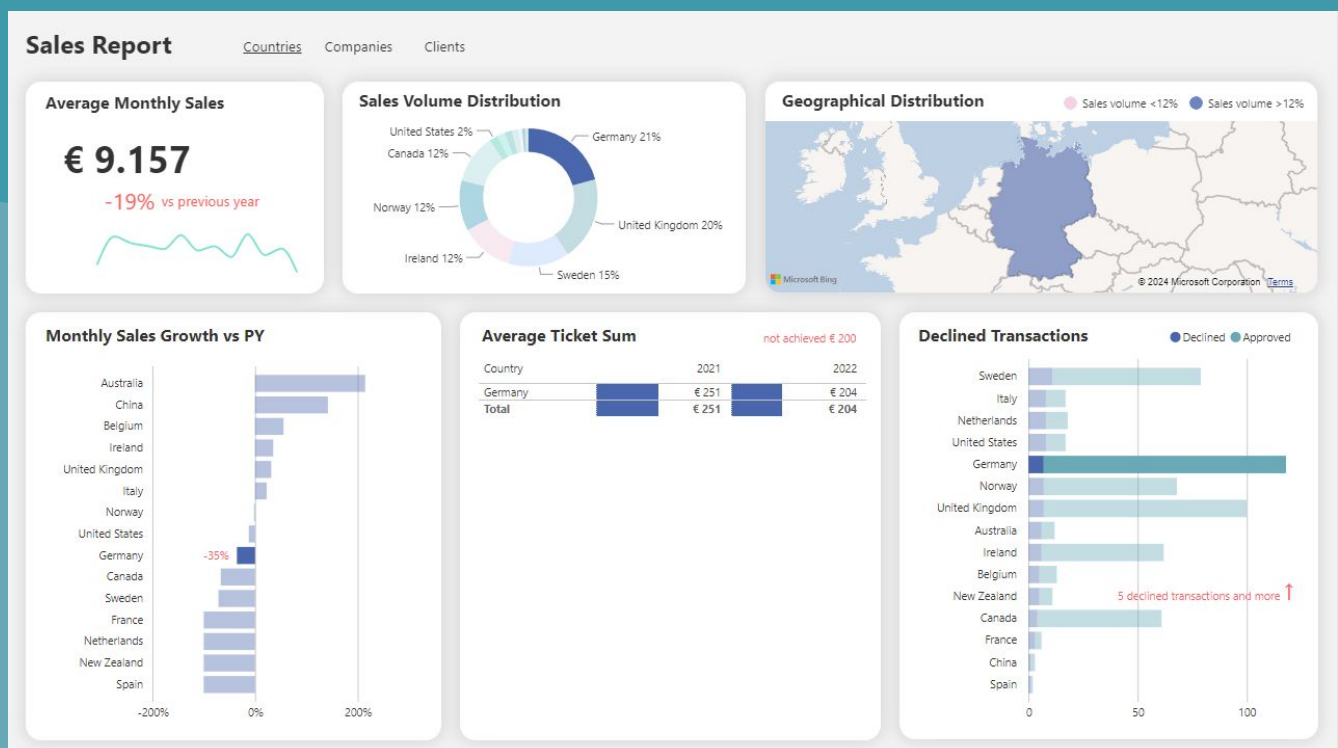 Sales Report
Countries
Companies
Clients
Average Monthly Sales
€ 9.157
-19% vs previous year
Sales Volume Distribution
United States 2%
Germany 21%
Canada 12%
Norway 12%
United Kingdom 20%
Ireland 12%
Sweden 15%
Geographical Distribution
Sales volume <12%
Sales volume >12%
Microsoft Bing
© 2024 Microsoft Corporation Terms
Monthly Sales Growth vs PY
Australia
China
Belgium
Ireland
United Kingdom
Italy
Norway
United States
Germany -35%
Canada
Sweden
France
Netherlands
New Zealand
Spain
-200% 0% 200%
Average Ticket Sum
not achieved € 200
Country 2021 2022
Germany € 251 € 204
Total € 251 € 204
Declined Transactions
Declined Approved
Sweden
Italy
Netherlands
United States
Germany
Norway
United Kingdom
Australia
Ireland
Belgium
New Zealand 5 declined transactions and more ↑
Canada
France
China
Spain
0 50 100